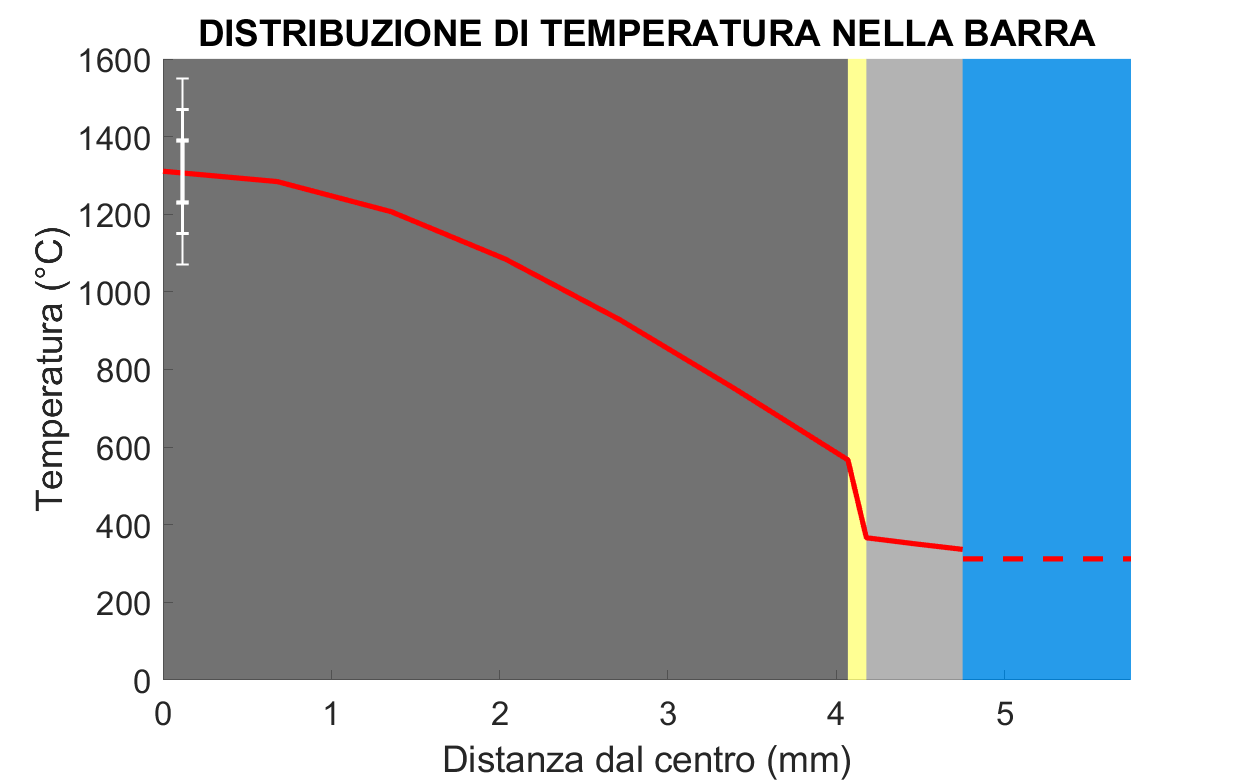 DISTRIBUZIONE DI TEMPERATURA NELLA BARRA
1600
1400
1200
1000
800
600
400
200
0
Temperatura (°C)
0 1 2 3 4 5
Distanza dal centro (mm)